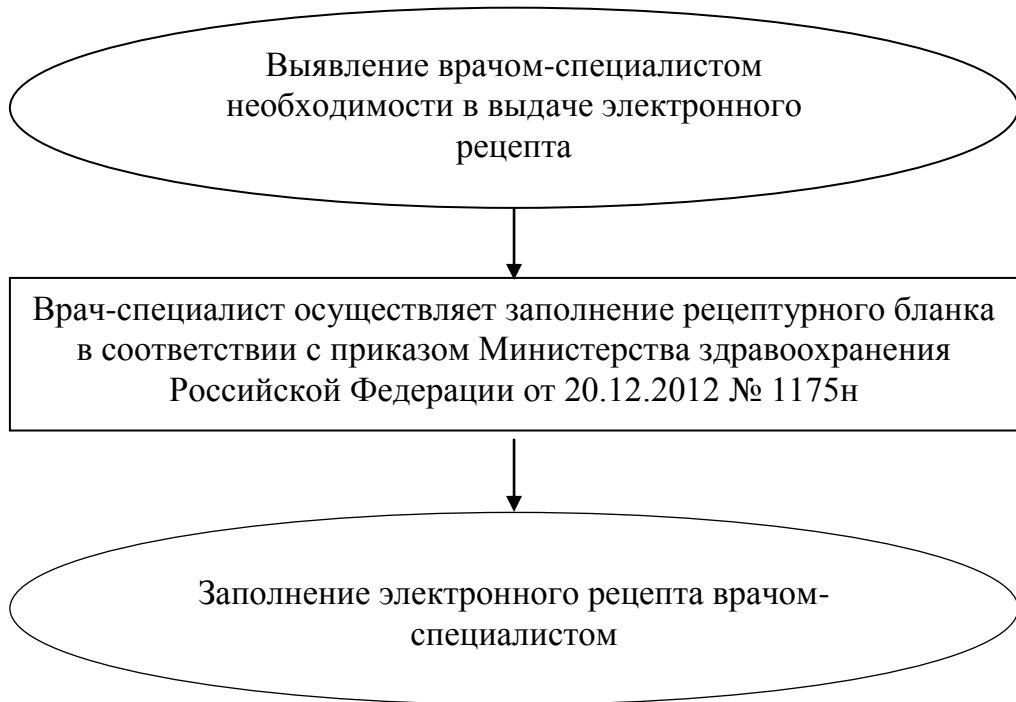 Выявление врачом-специалистом
необходимости в выдаче электронного
рецепта
Врач-специалист осуществляет заполнение рецептурного бланка
в соответствии с приказом Министерства здравоохранения
Российской Федерации от 20.12.2012 № 1175н
Заполнение электронного рецепта врачом-
специалистом